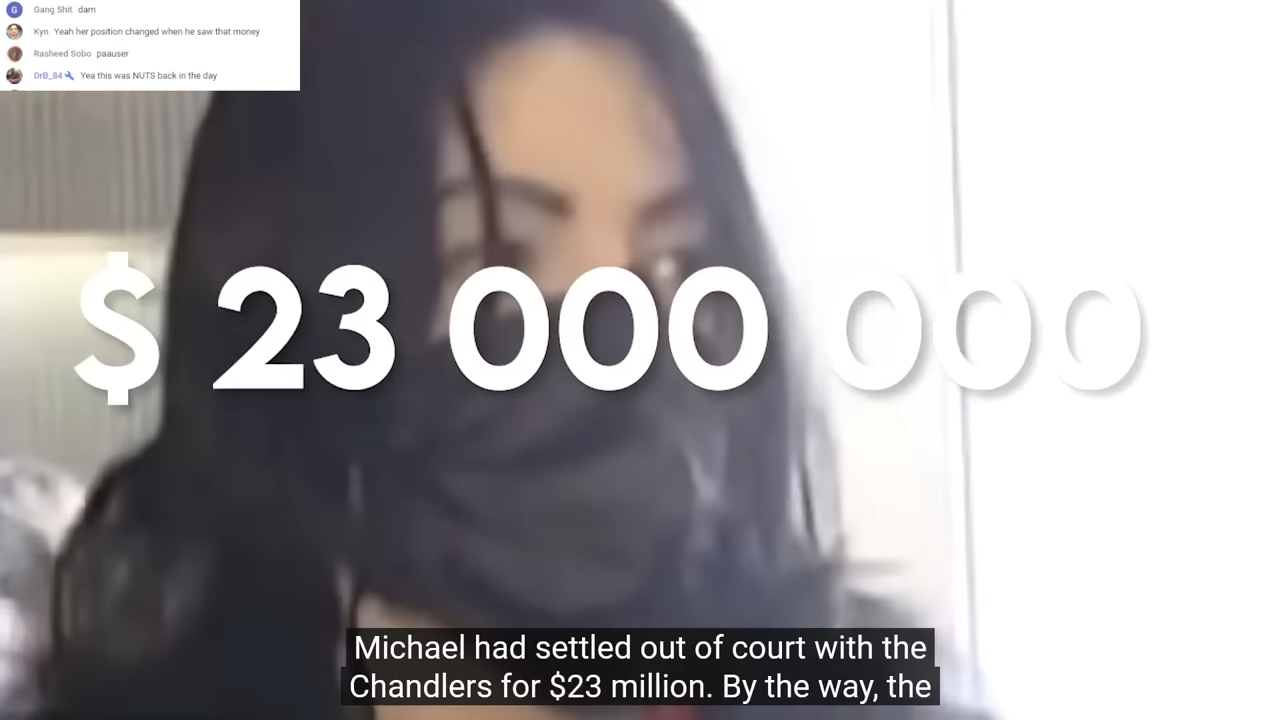 G Gang Shit dam
Kyn Yeah her position changed when he saw that money
Rasheed Sobo paauser
DrB_84 Yea this was NUTS back in the day
$ 23 000 000
Michael had settled out of court with the
Chandlers for $23 million. By the way, the